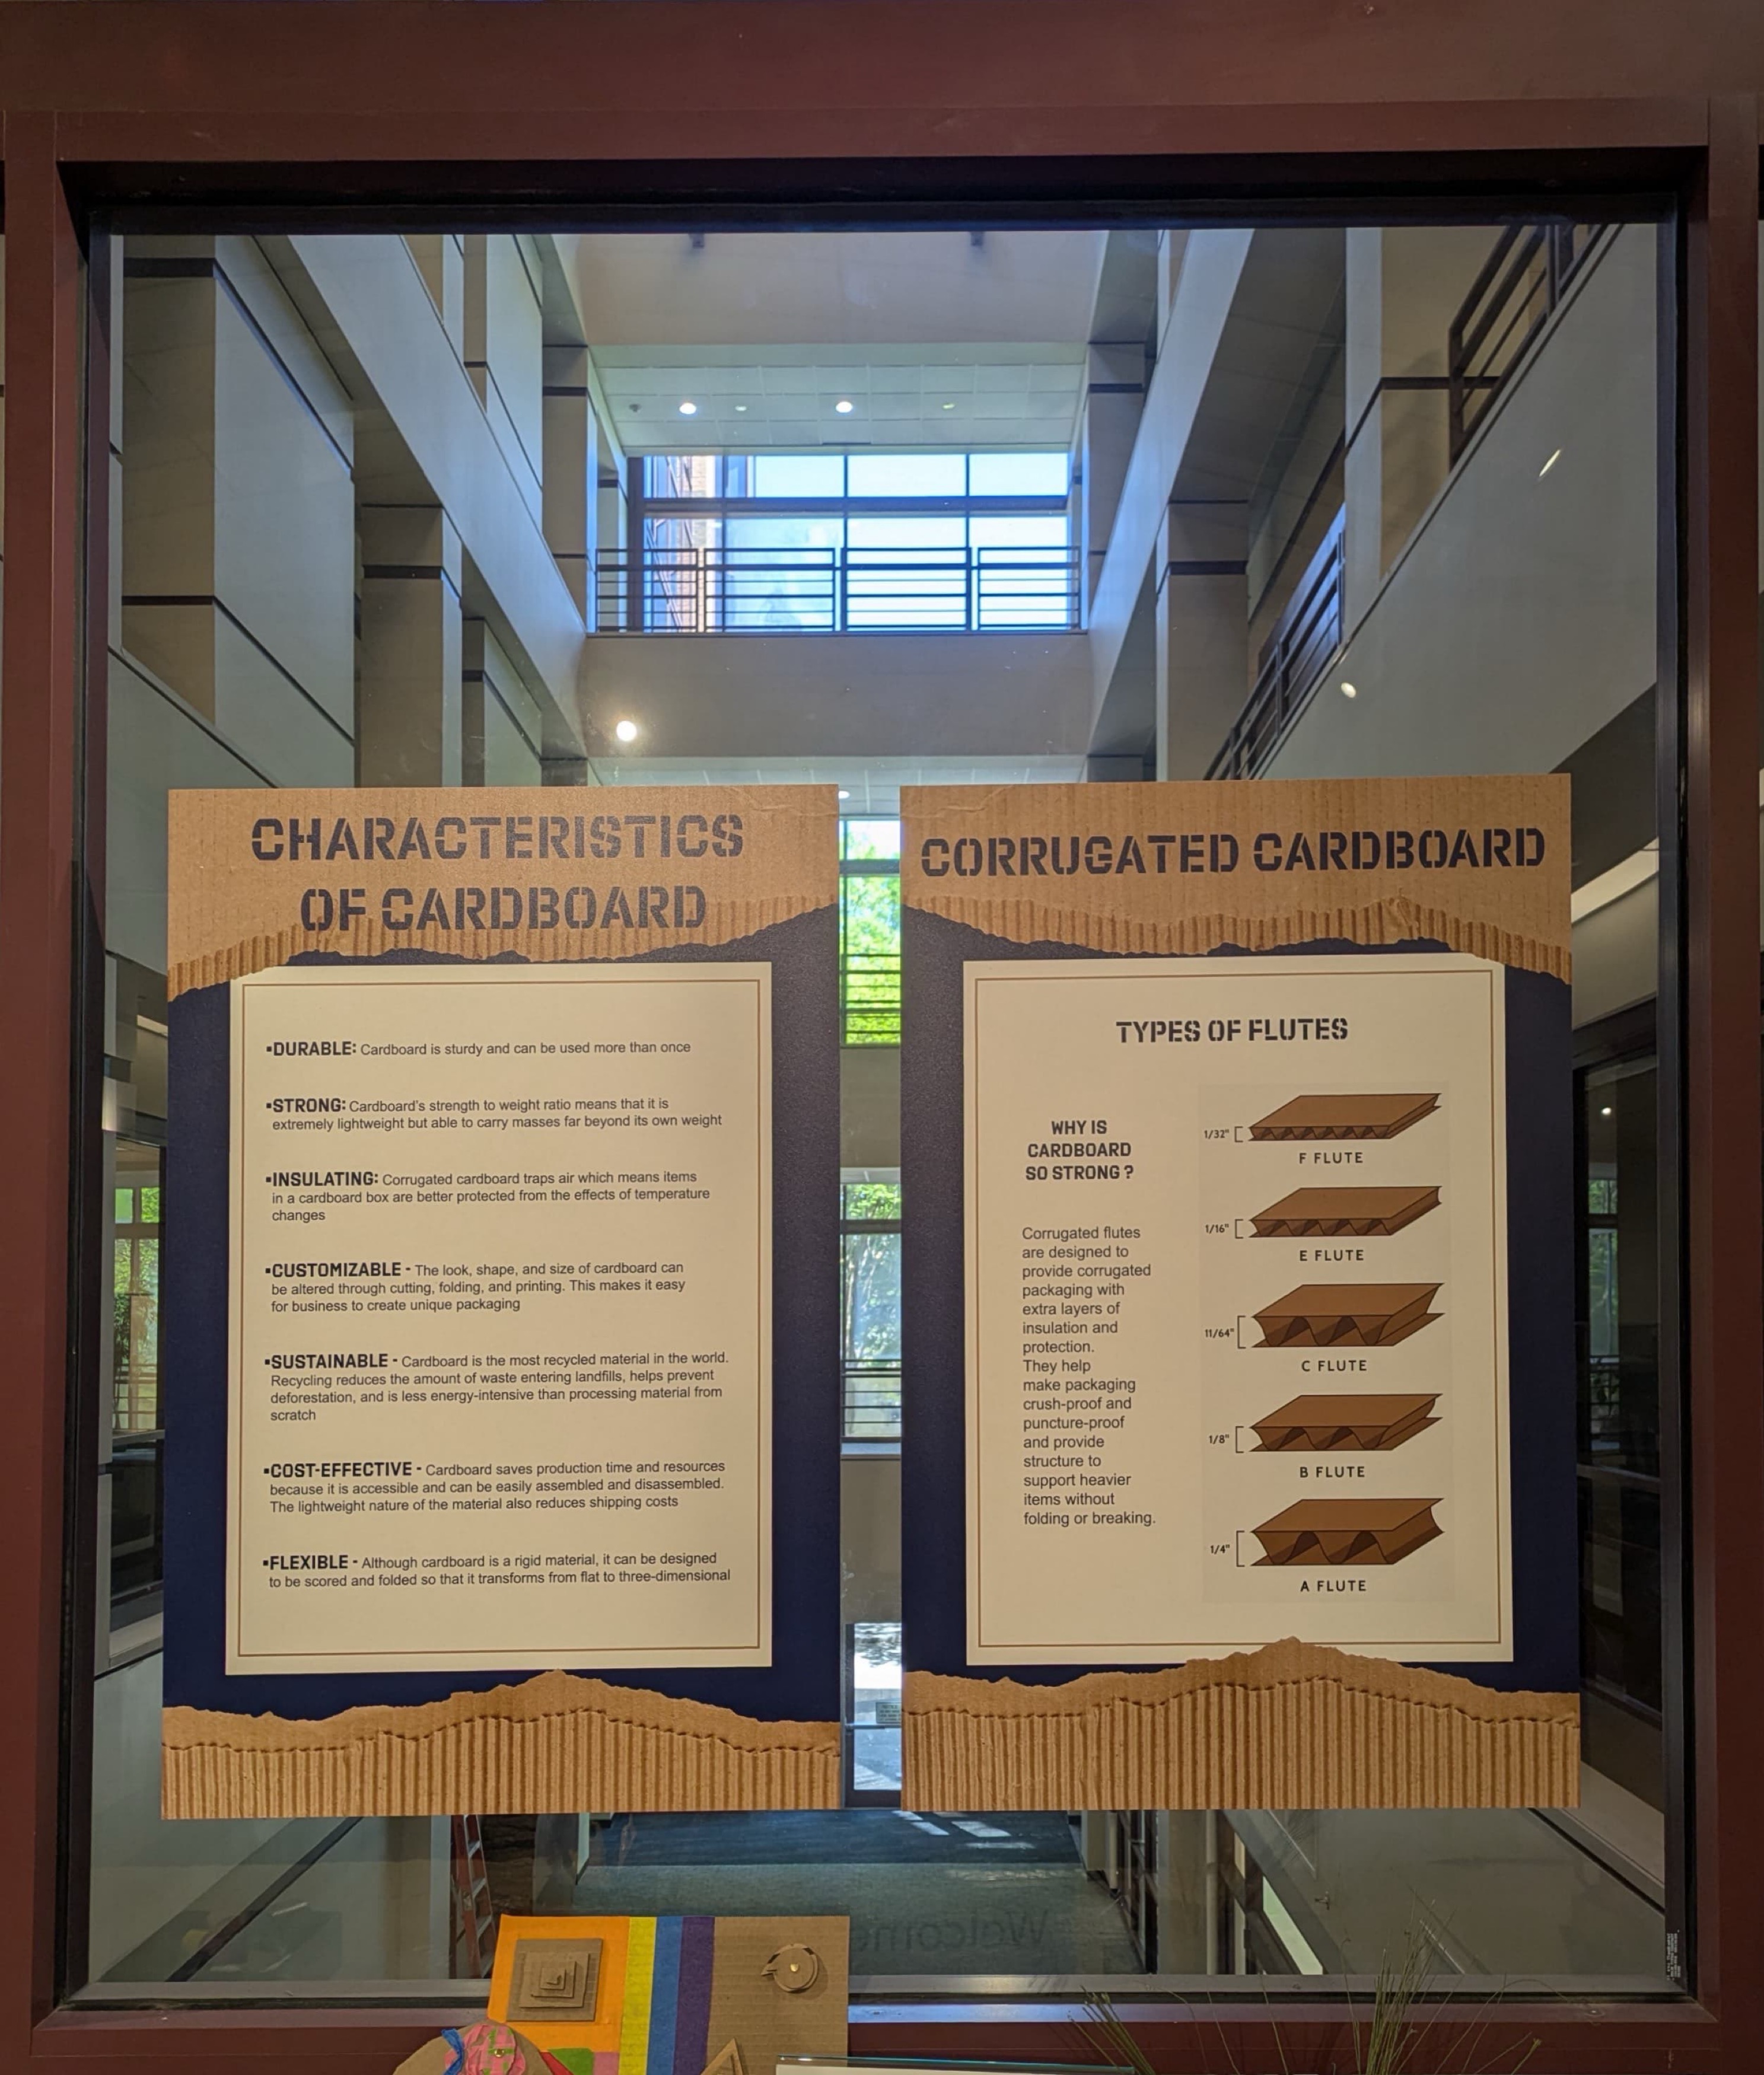 CHARACTERISTICS
OF CARDBOARD
▪DURABLE: Cardboard is sturdy and can be used more than once
▪STRONG: Cardboard's strength to weight ratio means that it is
extremely lightweight but able to carry masses far beyond its own weight
▪INSULATING: Corrugated cardboard traps air which means items
in a cardboard box are better protected from the effects of temperature
changes
▪CUSTOMIZABLE - The look, shape, and size of cardboard can
be altered through cutting, folding, and printing. This makes it easy
for business to create unique packaging
▪SUSTAINABLE - Cardboard is the most recycled material in the world.
Recycling reduces the amount of waste entering landfills, helps prevent
deforestation, and is less energy-intensive than processing material from
scratch
▪COST-EFFECTIVE - Cardboard saves production time and resources
because it is accessible and can be easily assembled and disassembled.
The lightweight nature of the material also reduces shipping costs
▪FLEXIBLE - Although cardboard is a rigid material, it can be designed
to be scored and folded so that it transforms from flat to three-dimensional
CORRUGATED CARDBOARD
TYPES OF FLUTES
WHY IS
CARDBOARD
SO STRONG?
Corrugated flutes
are designed to
provide corrugated
packaging with
extra layers of
insulation and
protection.
They help
make packaging
crush-proof and
puncture-proof
and provide
structure to
support heavier
items without
folding or breaking.
1/32"
F FLUTE
1/16"
E FLUTE
11/64"
C FLUTE
1/8"
B FLUTE
1/4"
A FLUTE
Welcome